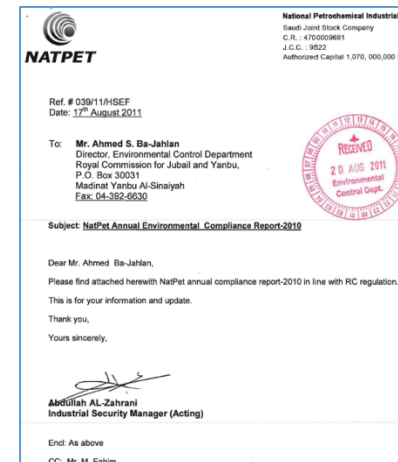 NATPET
National Petrochemical Industrial
Saudi Joint Stock Company
C.R. : 4700009681
J.C.C. : 9522
Authorized Capital 1,070, 000,000
Ref. # 039/11/HSEF
Date: 17th August 2011
To: Mr. Ahmed S. Ba-Jahlan
Director, Environmental Control Department
Royal Commission for Jubail and Yanbu,
P.O. Box 30031
Madinat Yanbu Al-Sinaiyah
Fax: 04-392-6630
RECEIVED
20 AUG 2011
Environmental
Control Dept.
Subject: NatPet Annual Environmental Compliance Report-2010
Dear Mr. Ahmed Ba-Jahlan,
Please find attached herewith NatPet annual compliance report-2010 in line with RC regulation.
This is for your information and update.
Thank you,
Yours sincerely,
Abdullah AL-Zahrani
Industrial Security Manager (Acting)
Encl: As above
CC: Mr. M. Fahim